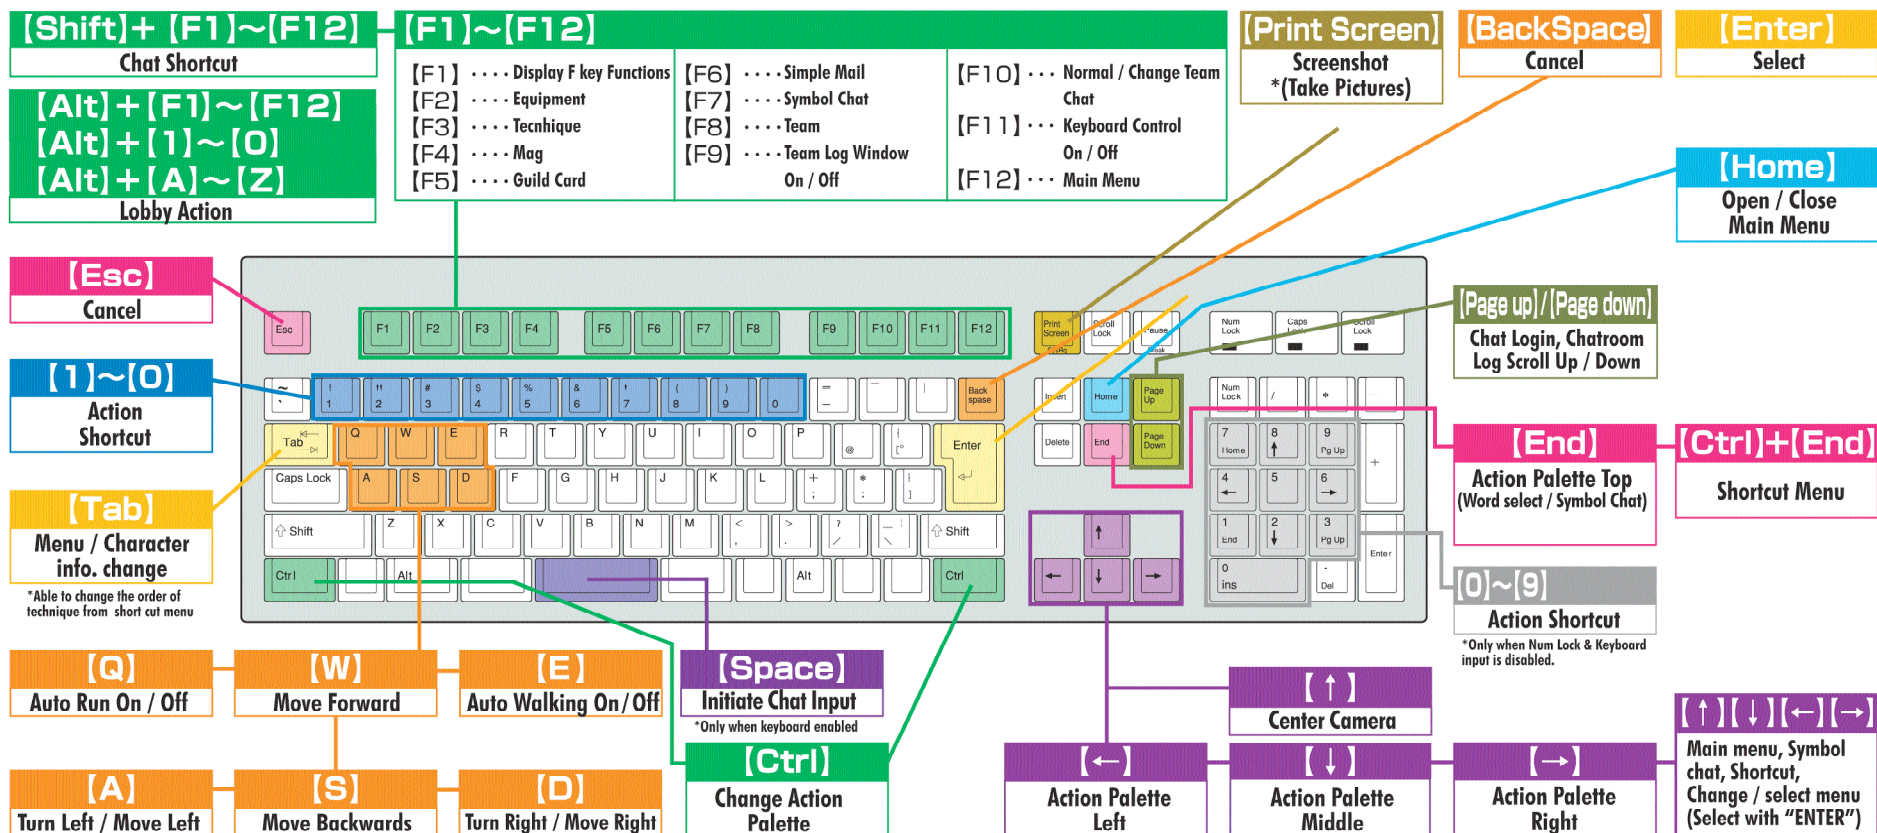 【Shift】+【F1】～【F12】
Chat Shortcut
【Alt】+【F1】～【F12】
【Alt】+【1】～【0】
【Alt】+【A】～【Z】
Lobby Action
【F1】～【F12】
【F1】 ････ Display F key Functions
【F2】 ････ Equipment
【F3】 ････ Tecnhique
【F4】 ････ Mag
【F5】 ････ Guild Card
【F6】 ････ Simple Mail
【F7】 ････ Symbol Chat
【F8】 ････ Team
【F9】 ････ Team Log Window
On / Off
【F10】 ･･･ Normal / Change Team
Chat
【F11】 ･･･ Keyboard Control
On / Off
【F12】 ･･･ Main Menu
【Print Screen】
Screenshot
*(Take Pictures)
【BackSpace】
Cancel
【Enter】
Select
【Home】
Open / Close
Main Menu
【Esc】
Cancel
【1】～【0】
Action
Shortcut
【Tab】
Menu / Character
info. change
*Able to change the order of
technique from short cut menu
【Page up】/【Page down】
Chat Login, Chatroom
Log Scroll Up / Down
【End】
Action Palette Top
(Word select / Symbol Chat)
【Ctrl】+【End】
Shortcut Menu
【0】～【9】
Action Shortcut
*Only when Num Lock & Keyboard
input is disabled.
Esc
F1 F2 F3 F4 F5 F6 F7 F8 F9 F10 F11 F12
Print
Screen
Scroll
Lock
Pause
Break
Num
Lock
Caps
Lock
Scroll
Lock
~ ! " # $ % & ' ( ) = ¯ |
` 1 2 3 4 5 6 7 8 9 0 –
Back
spase
Insert
Home
Page
Up
Num
Lock
/ *
Tab
Q W E R T Y U I O P
@ { [ °
Enter
Delete
End
Page
Down
7
Home
8
↑
9
Pg Up
+
Caps Lock
A S D F G H J K L
+ ;
* :
} ]
4
←
5
6
→
⇧ Shift
Z X C V B N M
< ,
> .
? /
\
⇧ Shift
↑
1
End
2
↓
3
Pg Up
Enter
Ctrl
Alt
Alt
Ctrl
← ↓ →
0
ins
.
Del
【Q】
Auto Run On / Off
【W】
Move Forward
【E】
Auto Walking On/Off
【Space】
Initiate Chat Input
*Only when keyboard enabled
【A】
Turn Left / Move Left
【S】
Move Backwards
【D】
Turn Right / Move Right
【Ctrl】
Change Action
Palette
【↑】
Center Camera
【←】
Action Palette
Left
【↓】
Action Palette
Middle
【→】
Action Palette
Right
【↑】【↓】【←】【→】
Main menu, Symbol
chat, Shortcut,
Change / select menu
(Select with “ENTER”)